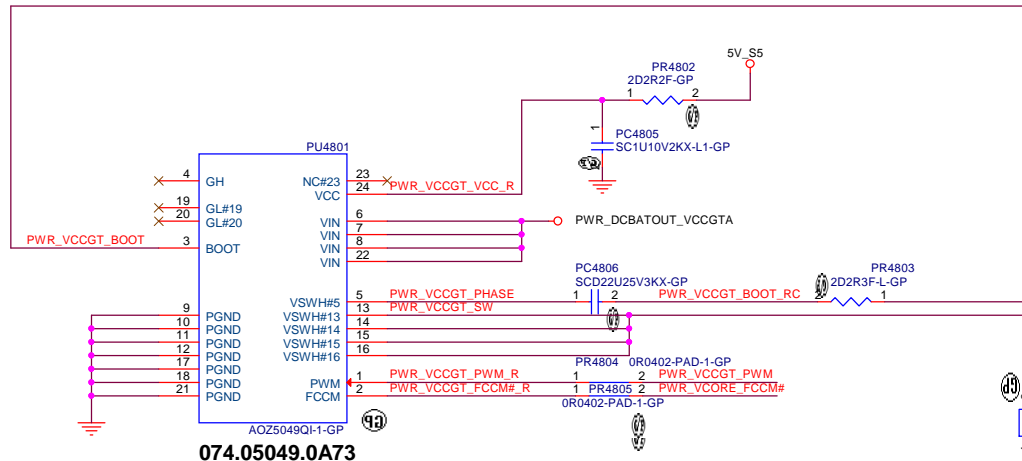 5V_S5
PR4802
2D2R2F-GP
1
2
1
PC4805
SC1U10V2KX-L1-GP
2
PU4801
4
GH
NC#23
23
VCC
24
PWR_VCCGT_VCC_R
19
GL#19
20
GL#20
VIN
6
PWR_DCBATOUT_VCCGTA
VIN
7
PWR_VCCGT_BOOT
3
BOOT
VIN
8
VIN
22
PC4806
SCD22U25V3KX-GP
PR4803
2D2R3F-L-GP
VSWH#5
5
PWR_VCCGT_PHASE
1
2
PWR_VCCGT_BOOT_RC
2
1
9
PGND
VSWH#13
13
PWR_VCCGT_SW
10
PGND
VSWH#14
14
11
PGND
VSWH#15
15
12
PGND
VSWH#16
16
17
PGND
PR4804
0R0402-PAD-1-GP
18
PGND
PWM
1
PWR_VCCGT_PWM_R
1
2
PWR_VCCGT_PWM
21
PGND
FCCM
2
PWR_VCCGT_FCCM#_R
1
PR4805
2
PWR_VCORE_FCCM#
0R0402-PAD-1-GP
GP
AOZ5049QI-1-GP
074.05049.0A73